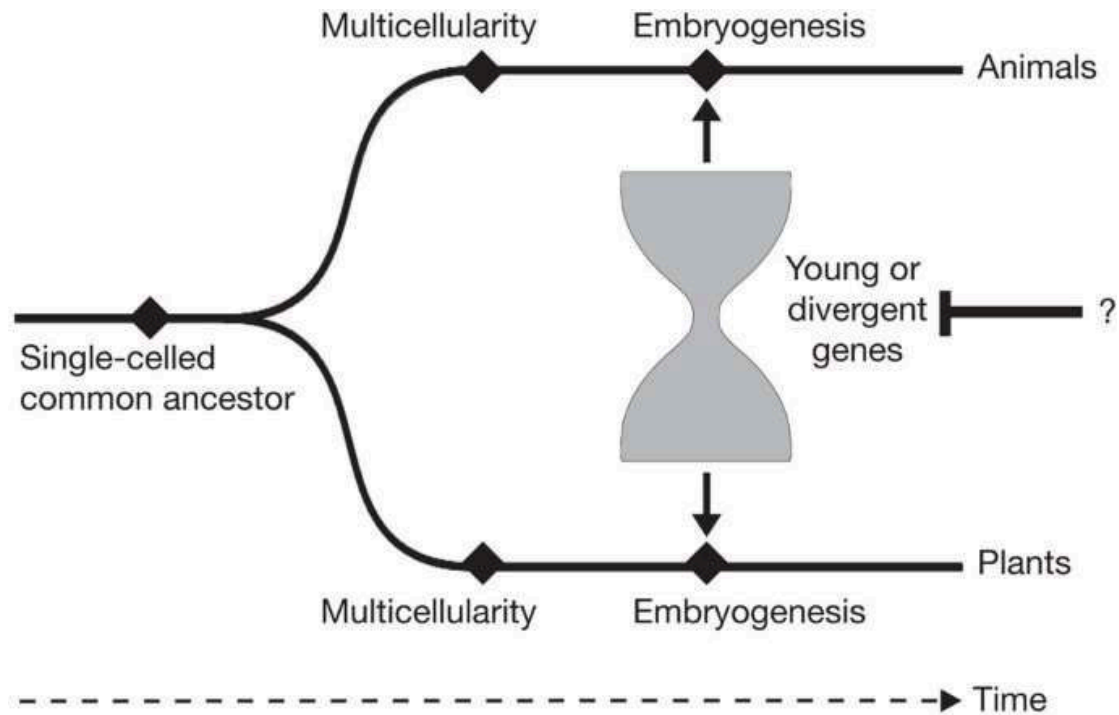 Multicellularity Embryogenesis
Animals
Young or
divergent
genes
?
Single-celled
common ancestor
Plants
Multicellularity Embryogenesis
Time